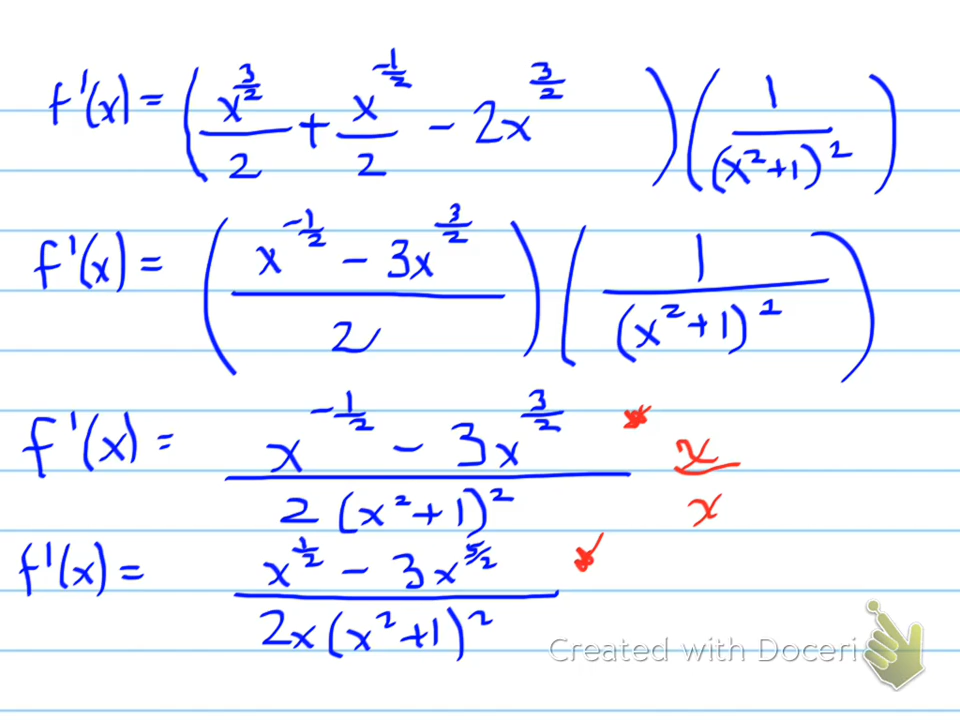 f'(x) = (x^(3/2)/2 + x^(-1/2)/2 - 2x^(3/2)) (1/(x²+1)²)
f'(x) = ((x^(-1/2) - 3x^(3/2))/2) (1/(x²+1)²)
f'(x) = (x^(-1/2) - 3x^(3/2))/(2(x²+1)²) * x/x
f'(x) = (x^(1/2) - 3x^(5/2))/(2x(x²+1)²)
Created with Doceri